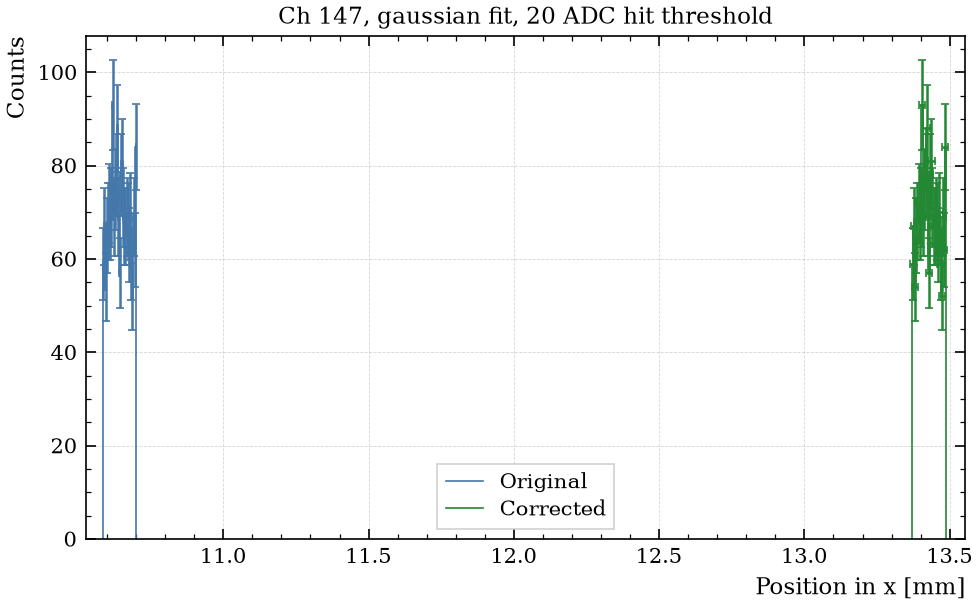 Ch 147, gaussian fit, 20 ADC hit threshold
Counts
100
80
60
40
20
0
Original
Corrected
11.0 11.5 12.0 12.5 13.0 13.5
Position in x [mm]